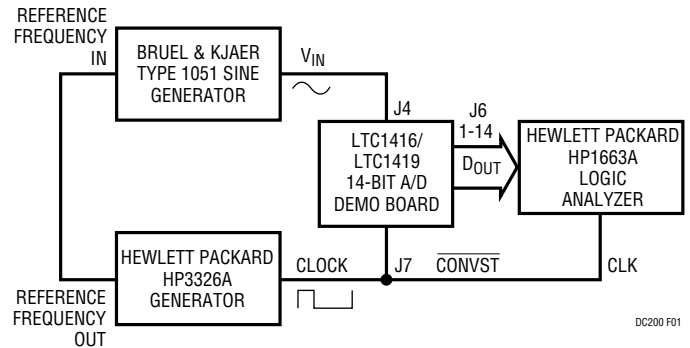 REFERENCE
FREQUENCY
IN
BRUEL & KJAER
TYPE 1051 SINE
GENERATOR
VIN
J4
J6
1-14
LTC1416/
LTC1419
14-BIT A/D
DEMO BOARD
DOUT
HEWLETT PACKARD
HP1663A
LOGIC
ANALYZER
HEWLETT PACKARD
HP3326A
GENERATOR
CLOCK
J7
CONVST
CLK
REFERENCE
FREQUENCY
OUT
DC200 F01